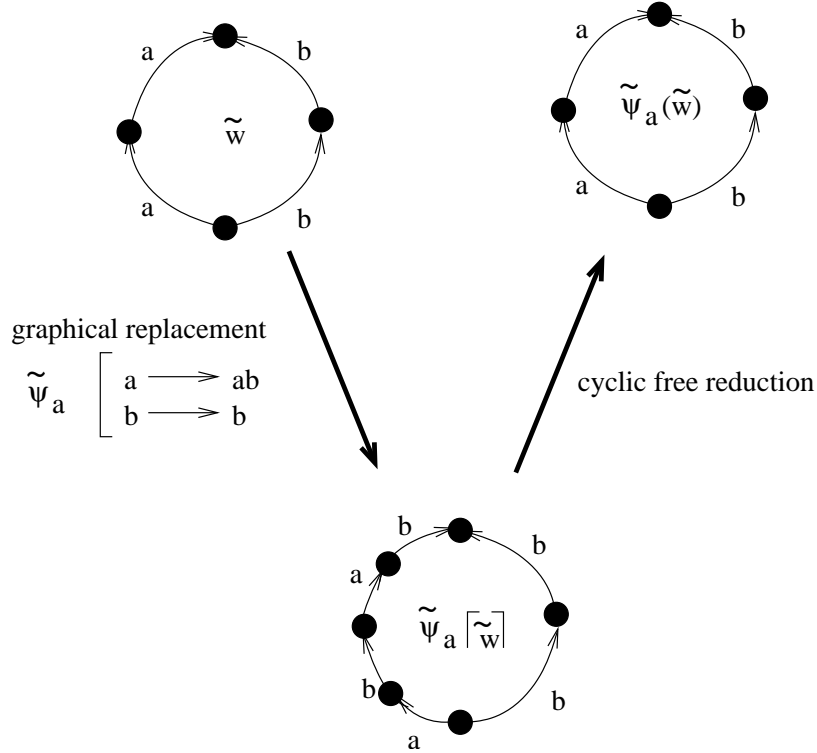 a b
w̃
a b
a b
ψ̃ a (w̃)
a b
graphical replacement
ψ̃ a [ a ⟶ ab
b ⟶ b
cyclic free reduction
b b
a
ψ̃ a ⌈w̃⌉
b b
a